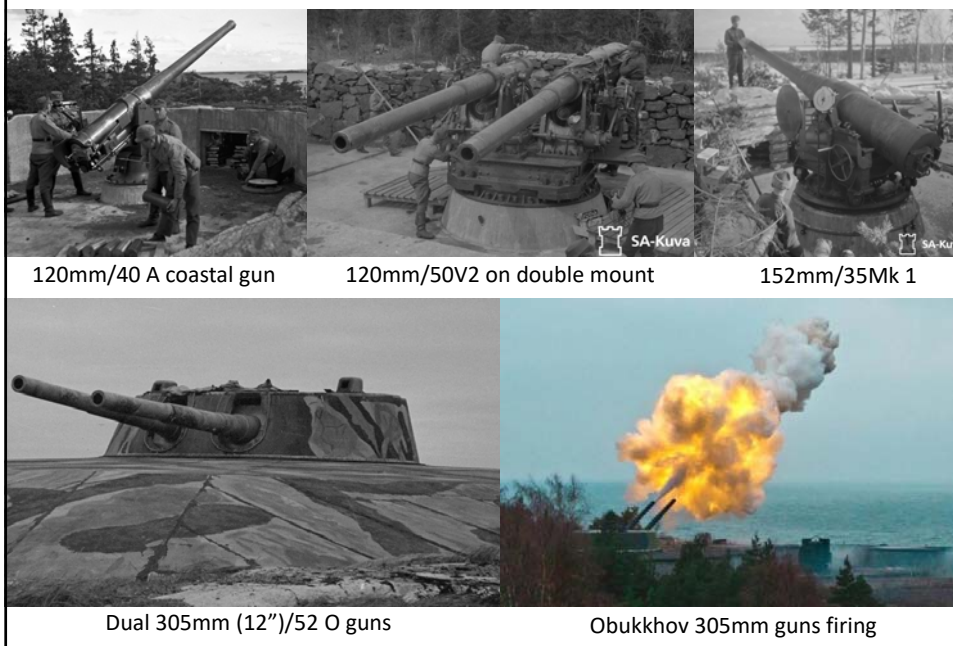 SA-Kuva
SA-Ku
120mm/40 A coastal gun
120mm/50V2 on double mount
152mm/35Mk 1
Dual 305mm (12”)/52 O guns
Obukkhov 305mm guns firing